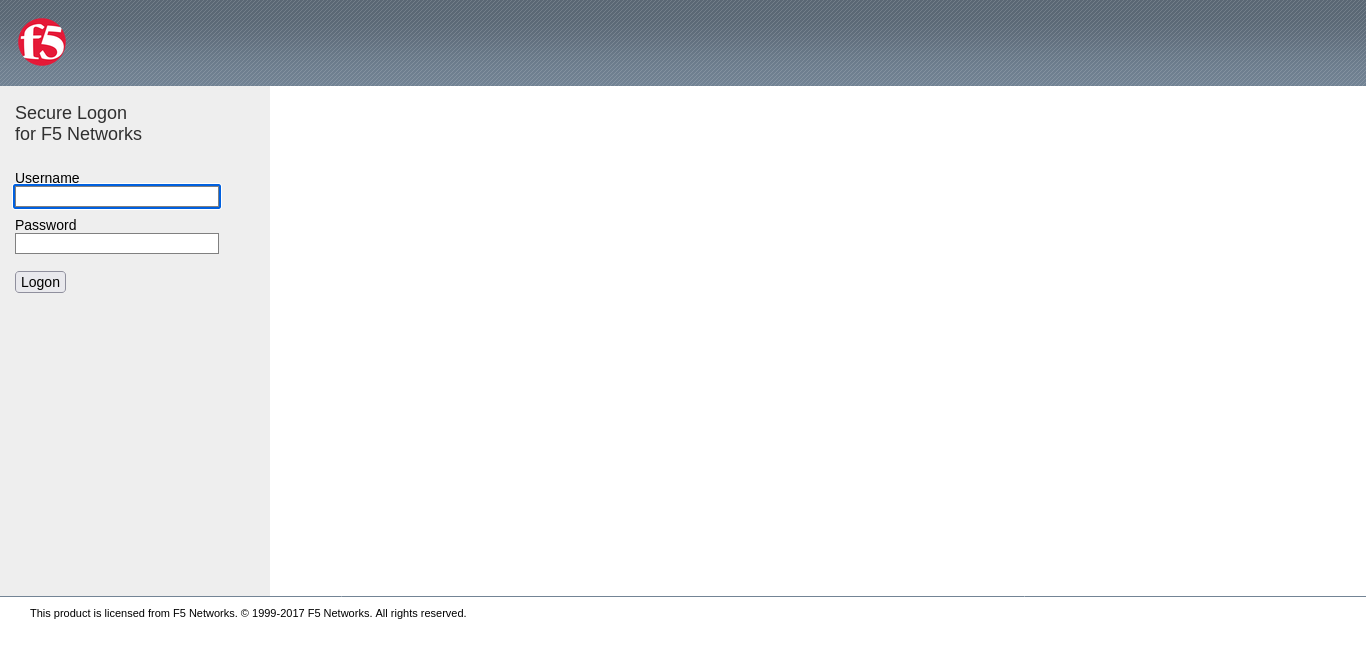 f5
Secure Logon
for F5 Networks
Username
Password
Logon
This product is licensed from F5 Networks. © 1999-2017 F5 Networks. All rights reserved.